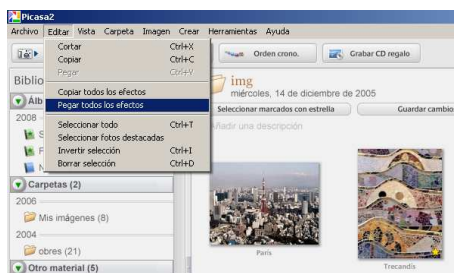 Picasa2
Archivo Editar Vista Carpeta Imagen Crear Herramientas Ayuda
Cortar Ctrl+X
Copiar Ctrl+C
Pegar Ctrl+V
Copiar todos los efectos
Pegar todos los efectos
Seleccionar todo Ctrl+T
Seleccionar fotos destacadas
Invertir selección Ctrl+I
Borrar selección Ctrl+D
Orden crono. Grabar CD regalo
Biblio
Álb
2008
S
F
N
Carpetas (2)
2006
Mis imágenes (8)
2004
obres (21)
Otro material (5)
img
miércoles, 14 de diciembre de 2005
Seleccionar marcados con estrella Guardar cambio
Añadir una descripción
París
Trecandis